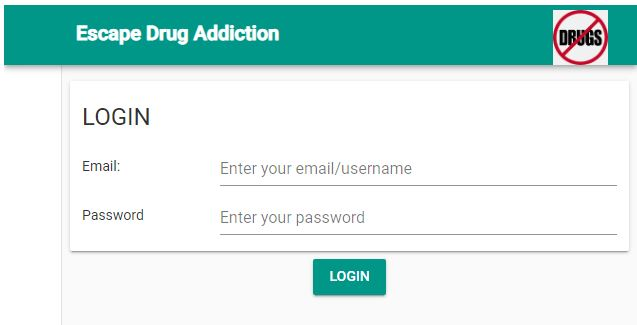 Escape Drug Addiction
DRUGS
LOGIN
Email:
Enter your email/username
Password
Enter your password
LOGIN